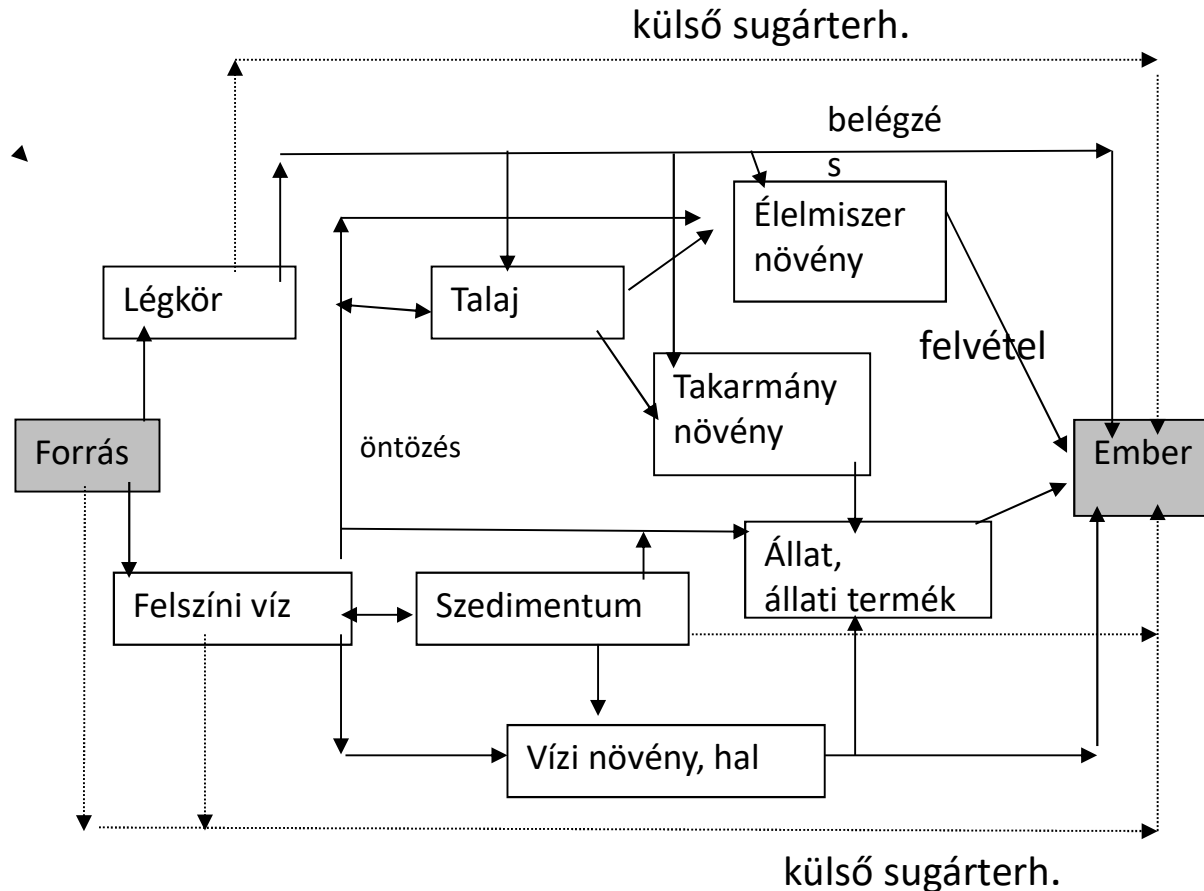 külső sugárterh.
belégzé
s
Élelmiszer
növény
Légkör
Talaj
felvétel
Takarmány
növény
Forrás
öntözés
Ember
Állat,
állati termék
Felszíni víz
Szedimentum
Vízi növény, hal
külső sugárterh.